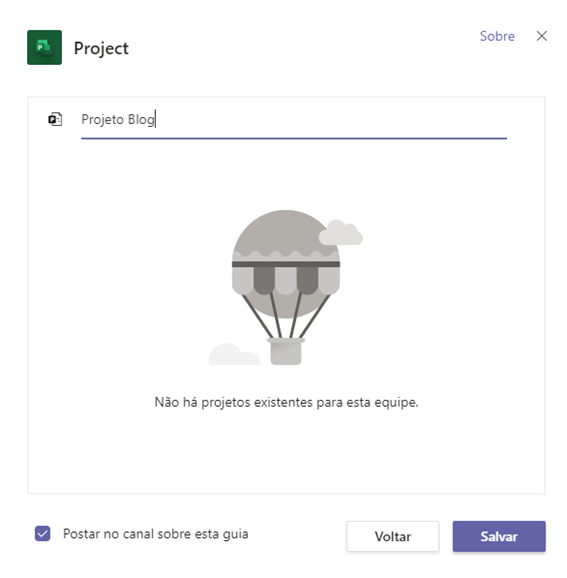 Project
Sobre
Projeto Blog
Não há projetos existentes para esta equipe.
Postar no canal sobre esta guia
Voltar
Salvar